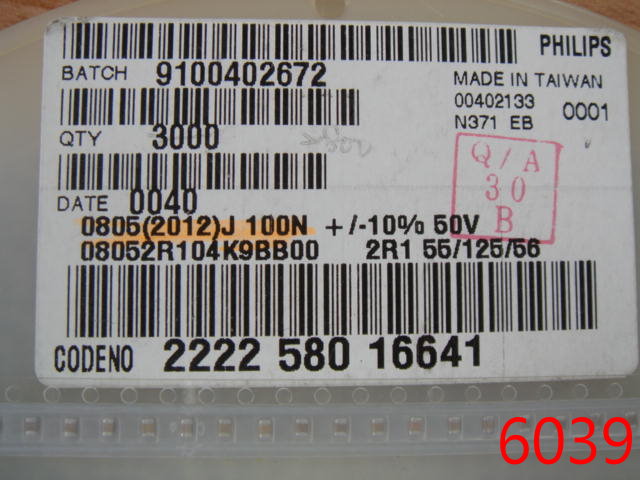 PHILIPS
BATCH 9100402672
MADE IN TAIWAN
00402133 0001
N371 EB
QTY 3000
Q/A
30
B
DATE 0040
0805(2012)J 100N +/-10% 50V
08052R104K9BB00 2R1 55/125/56
CODENO 2222 580 16641
6039